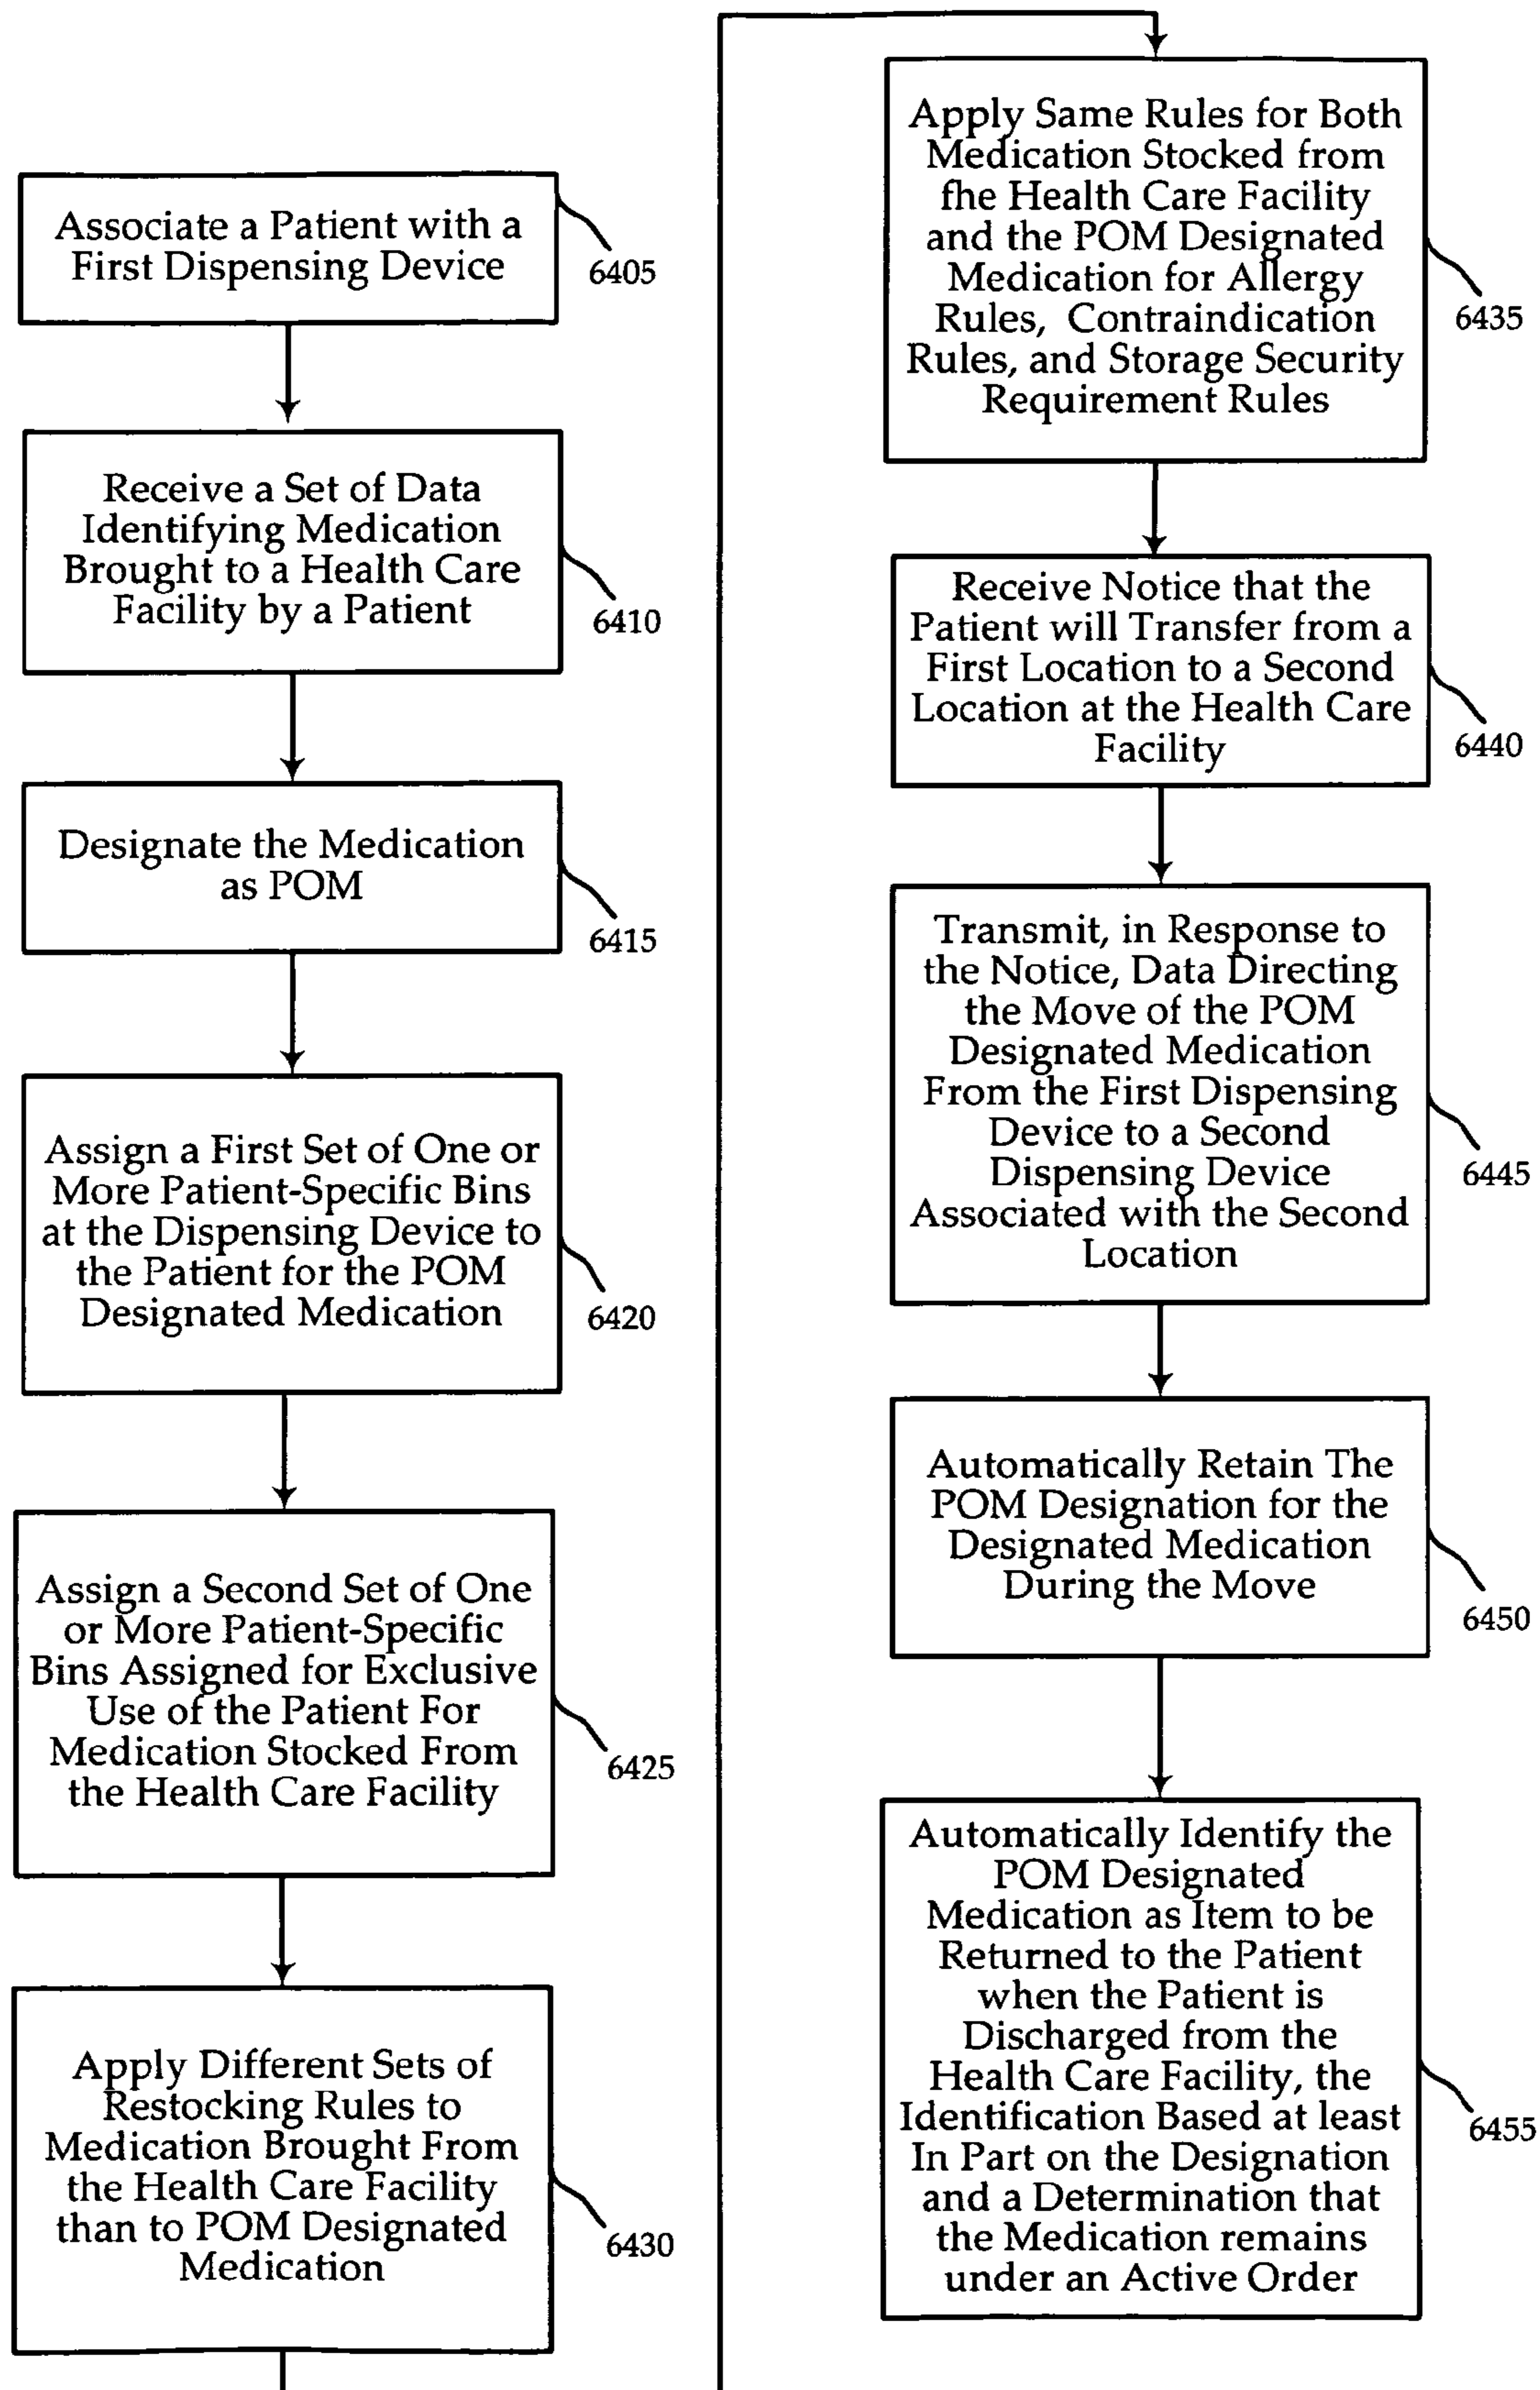 Associate a Patient with a
First Dispensing Device
6405
Receive a Set of Data
Identifying Medication
Brought to a Health Care
Facility by a Patient
6410
Designate the Medication
as POM
6415
Assign a First Set of One or
More Patient-Specific Bins
at the Dispensing Device to
the Patient for the POM
Designated Medication
6420
Assign a Second Set of One
or More Patient-Specific
Bins Assigned for Exclusive
Use of the Patient For
Medication Stocked From
the Health Care Facility
6425
Apply Different Sets of
Restocking Rules to
Medication Brought From
the Health Care Facility
than to POM Designated
Medication
6430
Apply Same Rules for Both
Medication Stocked from
fhe Health Care Facility
and the POM Designated
Medication for Allergy
Rules, Contraindication
Rules, and Storage Security
Requirement Rules
6435
Receive Notice that the
Patient will Transfer from a
First Location to a Second
Location at the Health Care
Facility
6440
Transmit, in Response to
the Notice, Data Directing
the Move of the POM
Designated Medication
From the First Dispensing
Device to a Second
Dispensing Device
Associated with the Second
Location
6445
Automatically Retain The
POM Designation for the
Designated Medication
During the Move
6450
Automatically Identify the
POM Designated
Medication as Item to be
Returned to the Patient
when the Patient is
Discharged from the
Health Care Facility, the
Identification Based at least
In Part on the Designation
and a Determination that
the Medication remains
under an Active Order
6455